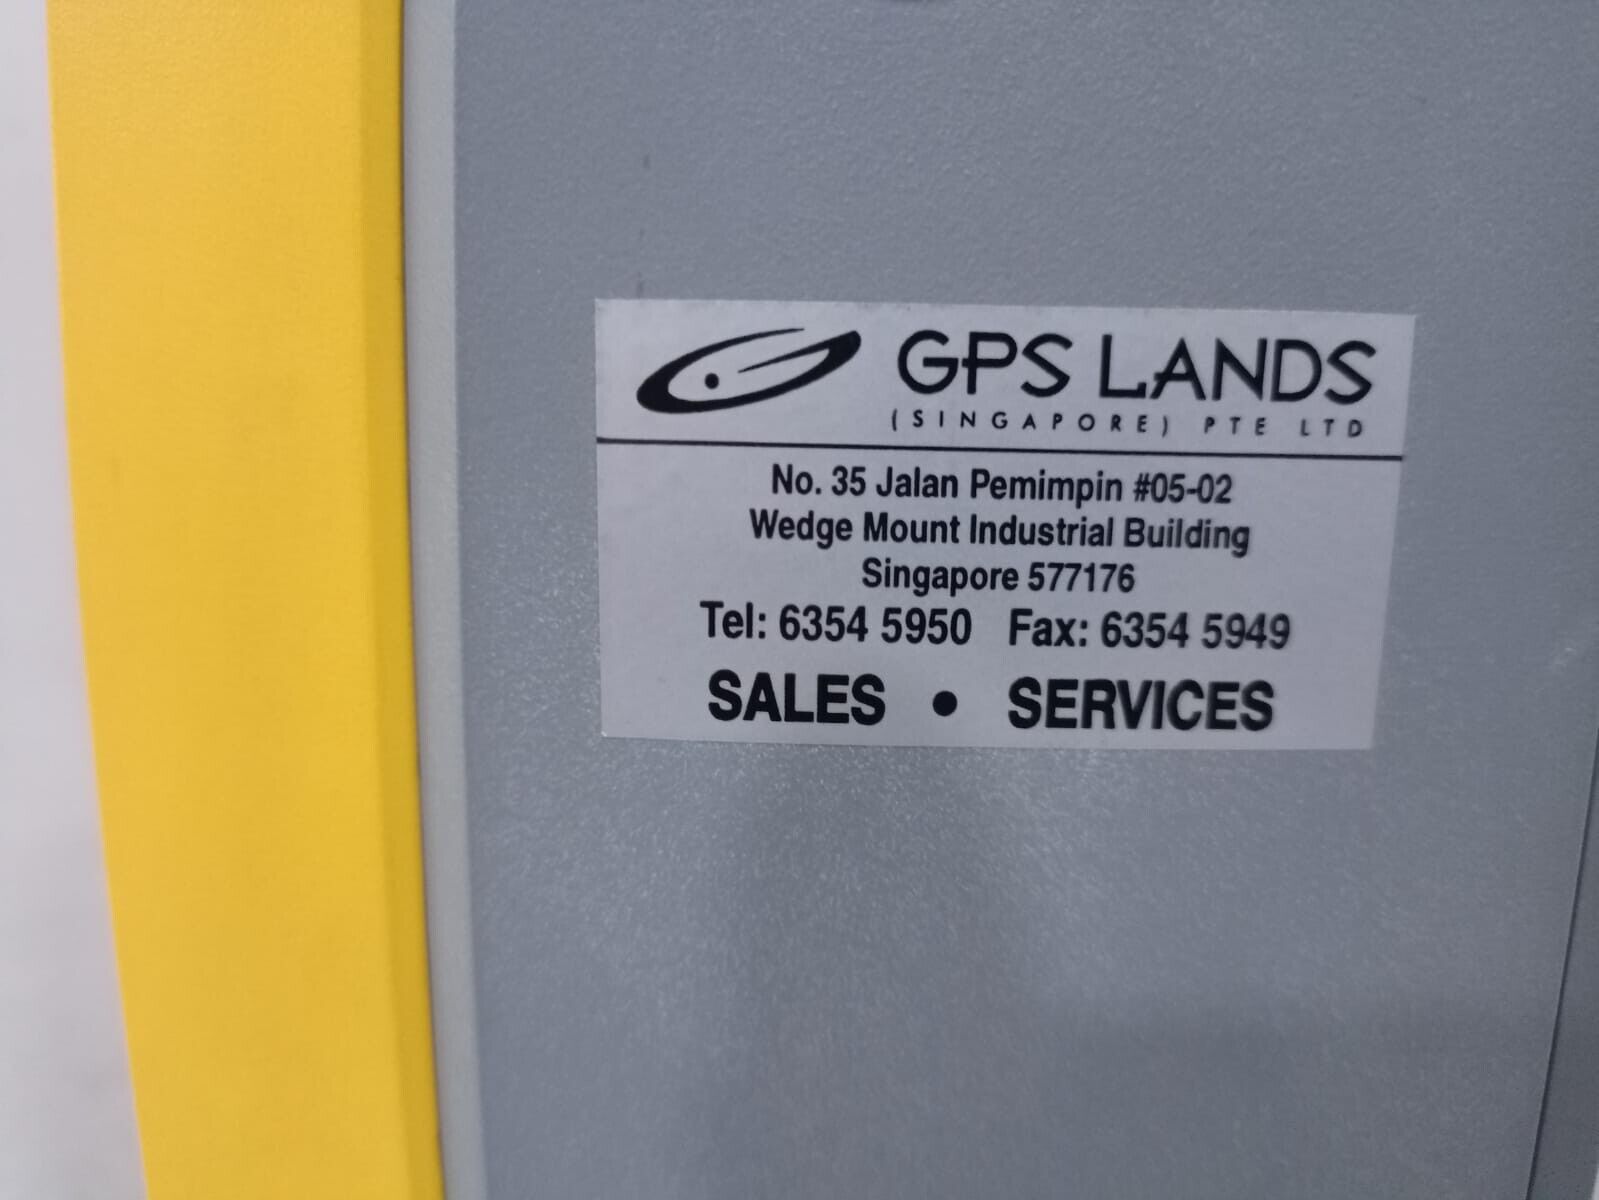 GPS LANDS
(SINGAPORE) PTE LTD
No. 35 Jalan Pemimpin #05-02
Wedge Mount Industrial Building
Singapore 577176
Tel: 6354 5950 Fax: 6354 5949
SALES • SERVICES